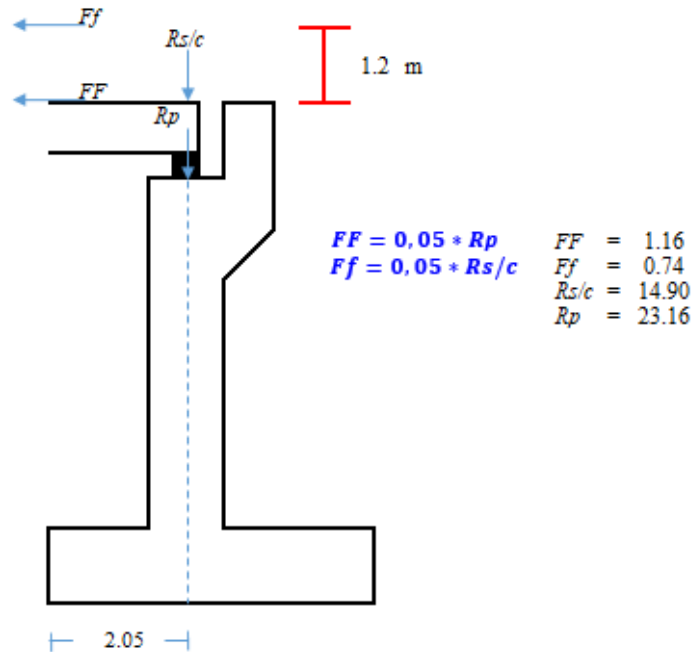 Ff
Rs/c
1.2 m
FF
Rp
FF = 0,05 * Rp
Ff = 0,05 * Rs/c
FF = 1.16
Ff = 0.74
Rs/c = 14.90
Rp = 23.16
2.05